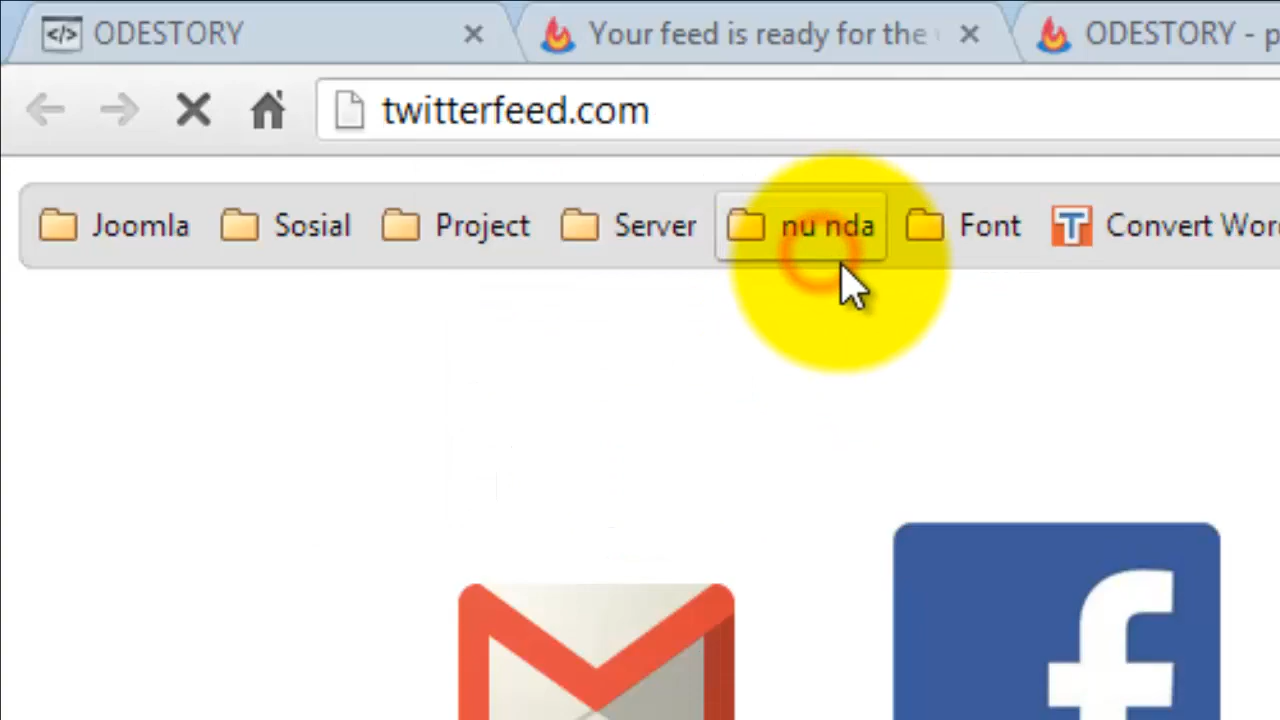 ODESTORY Your feed is ready for the ODESTORY - p
twitterfeed.com
Joomla Sosial Project Server nu nda Font Convert Wor